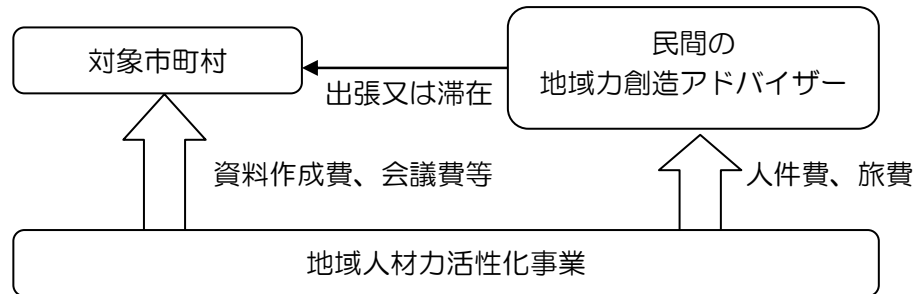 対象市町村
民間の
地域力創造アドバイザー
出張又は滞在
資料作成費、会議費等
人件費、旅費
地域人材力活性化事業